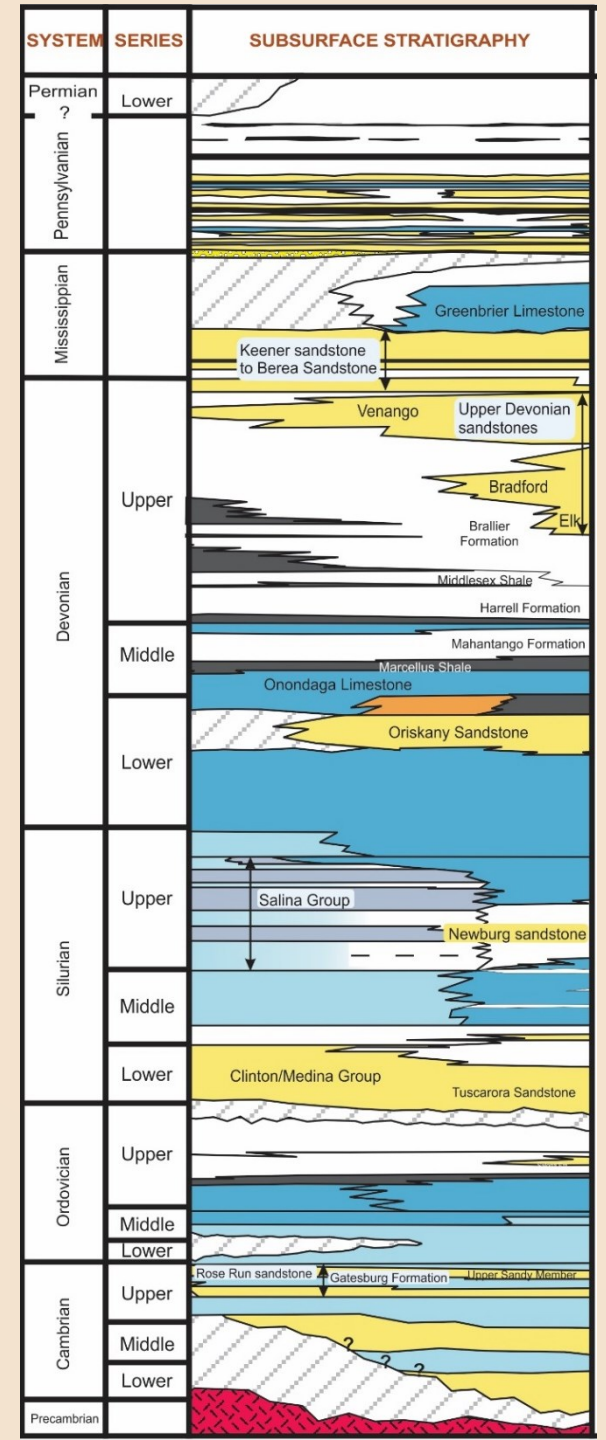 SYSTEM SERIES SUBSURFACE STRATIGRAPHY
Permian
?
Lower
Pennsylvanian
Mississippian
Greenbrier Limestone
Keener sandstone
to Berea Sandstone
Devonian
Upper
Venango
Upper Devonian
sandstones
Bradford
Elk
Brallier
Formation
Middlesex Shale
Harrell Formation
Middle
Mahantango Formation
Marcellus Shale
Onondaga Limestone
Lower
Oriskany Sandstone
Silurian
Upper
Salina Group
Newburg sandstone
Middle
Lower
Clinton/Medina Group
Tuscarora Sandstone
Ordovician
Upper
Middle
Lower
Cambrian
Upper
Rose Run sandstone
Gatesburg Formation
Upper Sandy Member
Middle
?
?
?
Lower
Precambrian